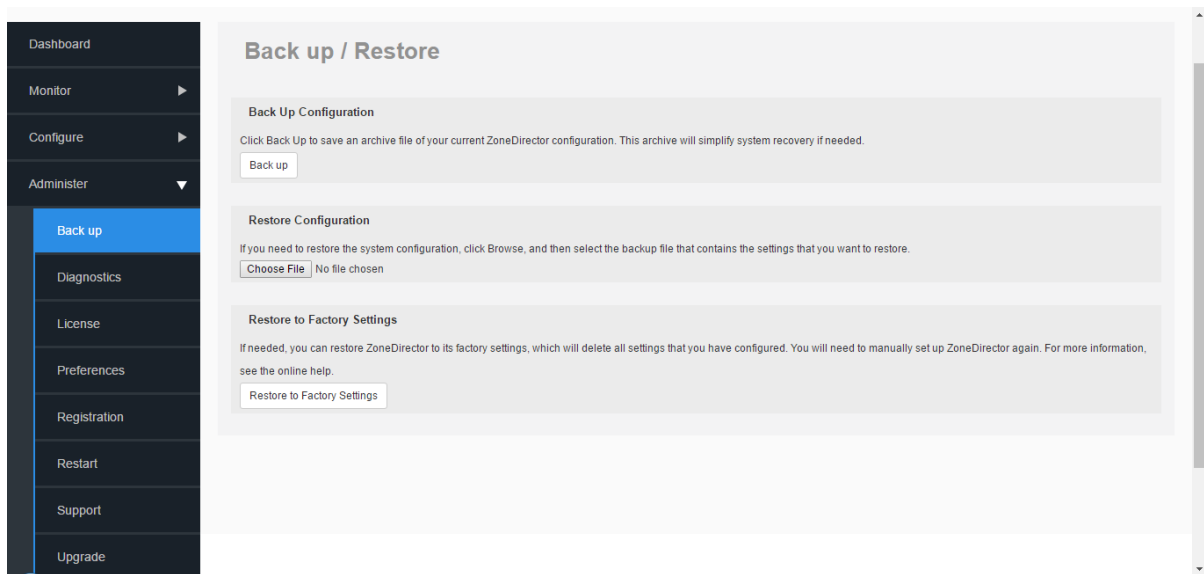 Dashboard
Monitor
Configure
Administer
Back up
Diagnostics
License
Preferences
Registration
Restart
Support
Upgrade
Back up / Restore
Back Up Configuration
Click Back Up to save an archive file of your current ZoneDirector configuration. This archive will simplify system recovery if needed.
Back up
Restore Configuration
If you need to restore the system configuration, click Browse, and then select the backup file that contains the settings that you want to restore.
Choose File No file chosen
Restore to Factory Settings
If needed, you can restore ZoneDirector to its factory settings, which will delete all settings that you have configured. You will need to manually set up ZoneDirector again. For more information,
see the online help.
Restore to Factory Settings